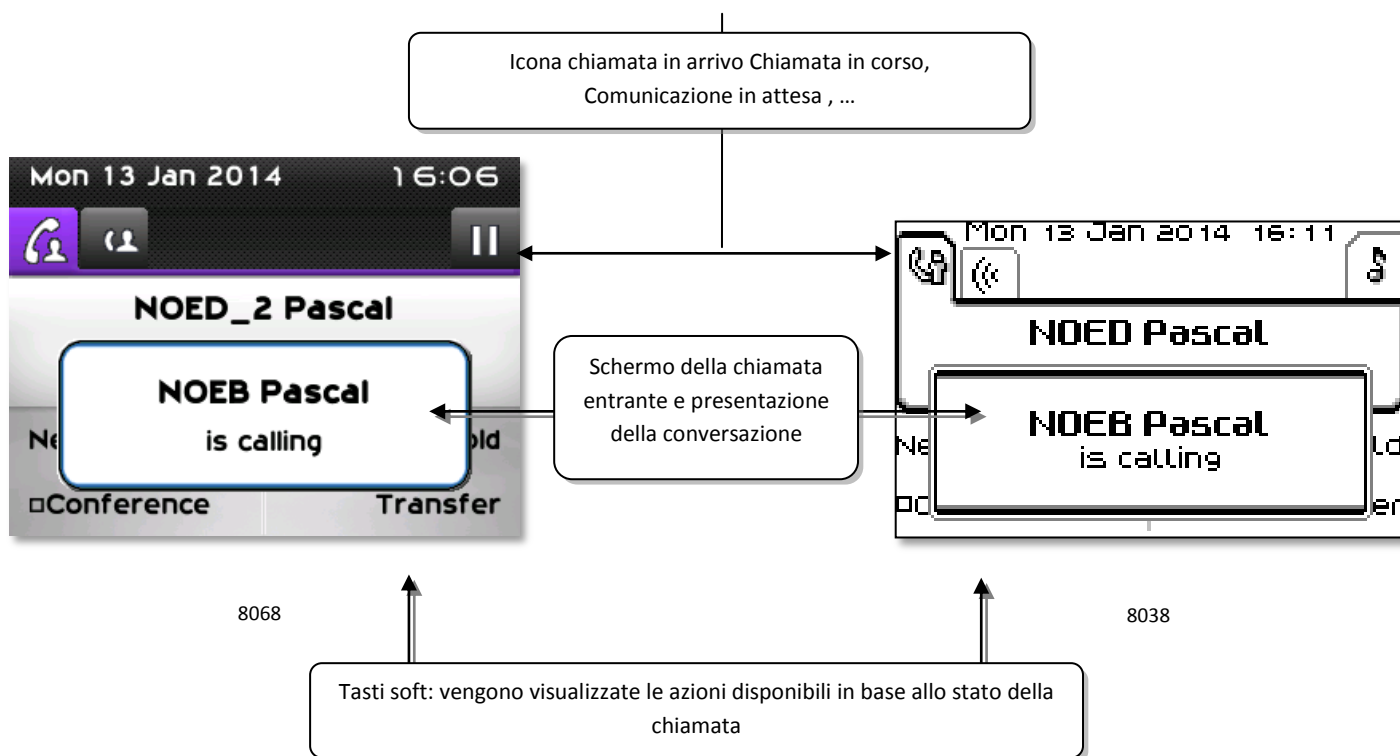 Icona chiamata in arrivo Chiamata in corso,
Comunicazione in attesa , ...
Mon 13 Jan 2014 16:06
NOED_2 Pascal
NOEB Pascal
is calling
Conference Transfer
Mon 13 Jan 2014 16:11
NOED Pascal
NOEB Pascal
is calling
Schermo della chiamata
entrante e presentazione
della conversazione
8068
8038
Tasti soft: vengono visualizzate le azioni disponibili in base allo stato della
chiamata